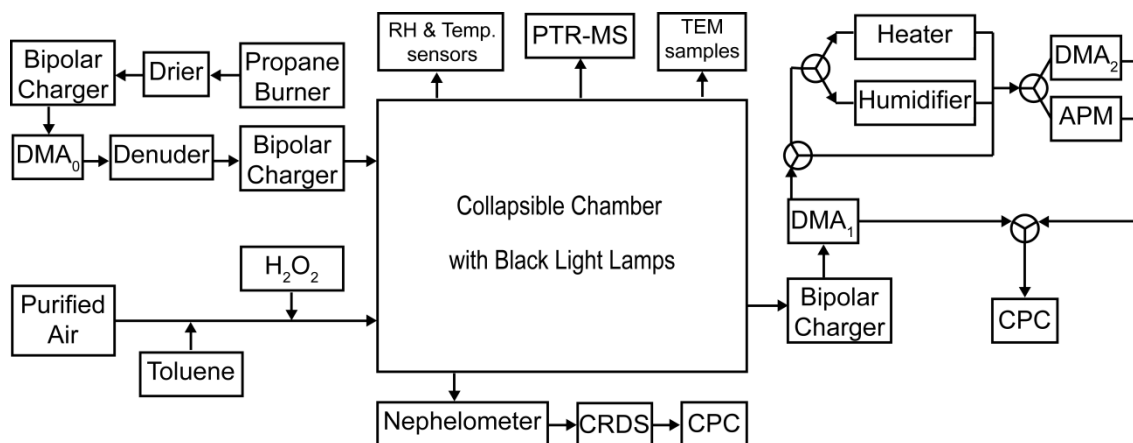 Bipolar
Charger
Drier
Propane
Burner
DMA₀
Denuder
Bipolar
Charger
RH & Temp.
sensors
PTR-MS
TEM
samples
Heater
Humidifier
DMA₂
APM
Collapsible Chamber
with Black Light Lamps
DMA₁
H₂O₂
Purified
Air
Toluene
Bipolar
Charger
CPC
Nephelometer
CRDS
CPC